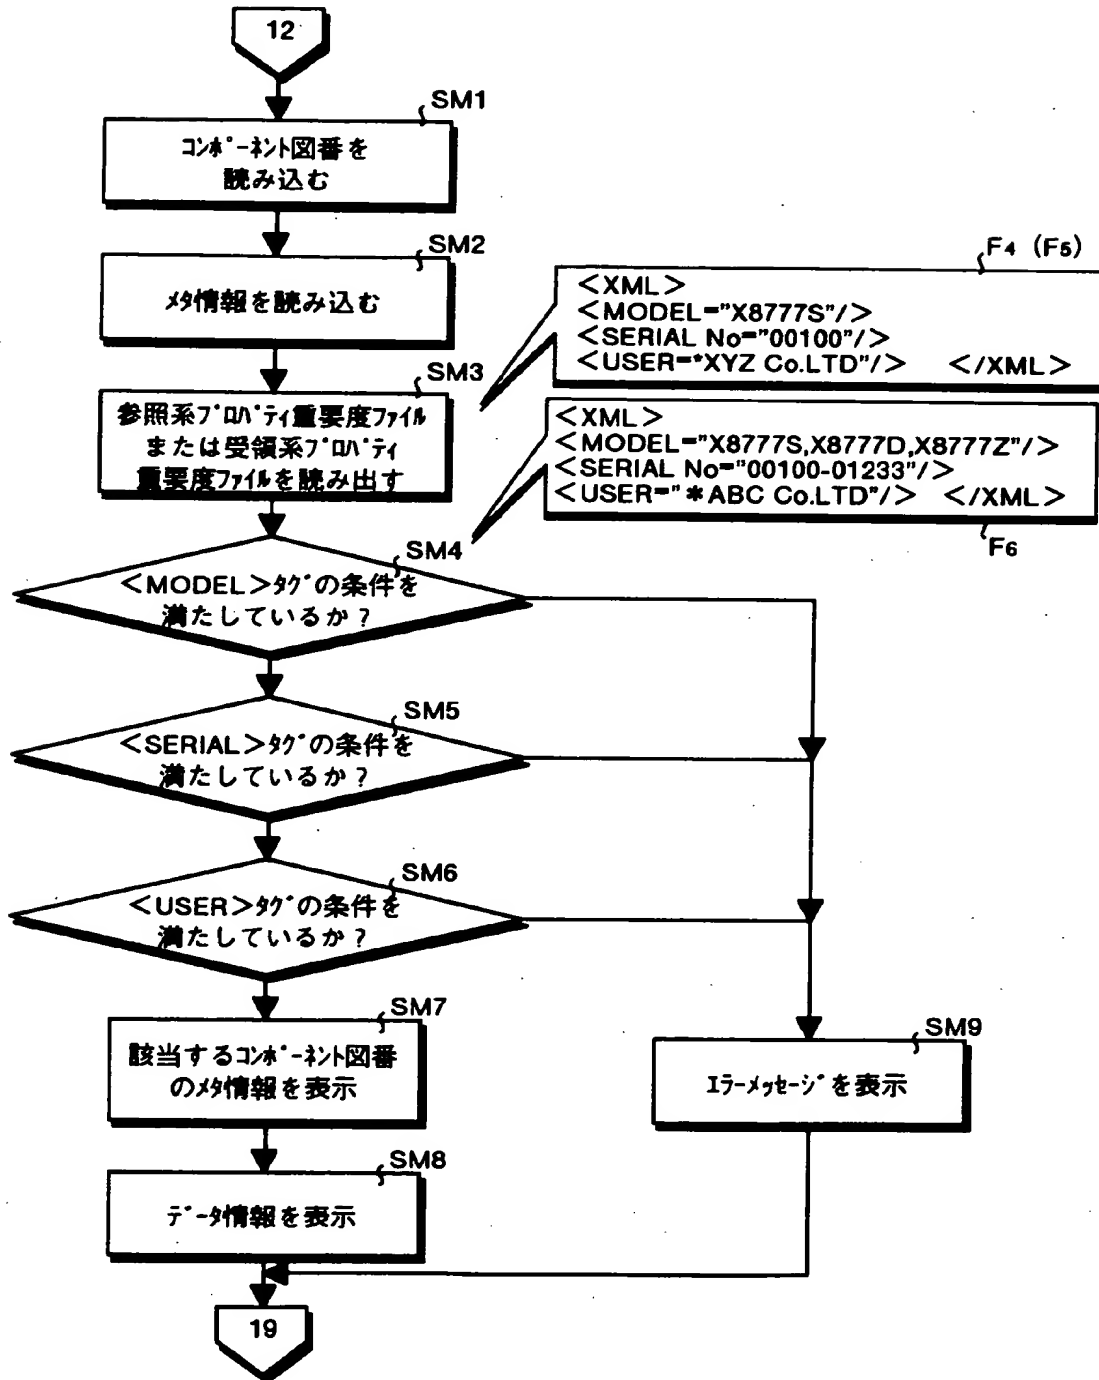 12
SM1
コンポーネント図番を
読み込む
SM2
メタ情報を読み込む
F4 (F5)
<XML>
<MODEL="X8777S"/>
<SERIAL No="00100"/>
<USER="*XYZ Co.LTD"/> </XML>
SM3
参照系プロパティ重要度ファイル
または受領系プロパティ
重要度ファイルを読み出す
<XML>
<MODEL="X8777S,X8777D,X8777Z"/>
<SERIAL No="00100-01233"/>
<USER="*ABC Co.LTD"/> </XML>
F6
SM4
<MODEL>タグの条件を
満たしているか?
SM5
<SERIAL>タグの条件を
満たしているか?
SM6
<USER>タグの条件を
満たしているか?
SM7
該当するコンポーネント図番
のメタ情報を表示
SM9
エラーメッセージを表示
SM8
データ情報を表示
19